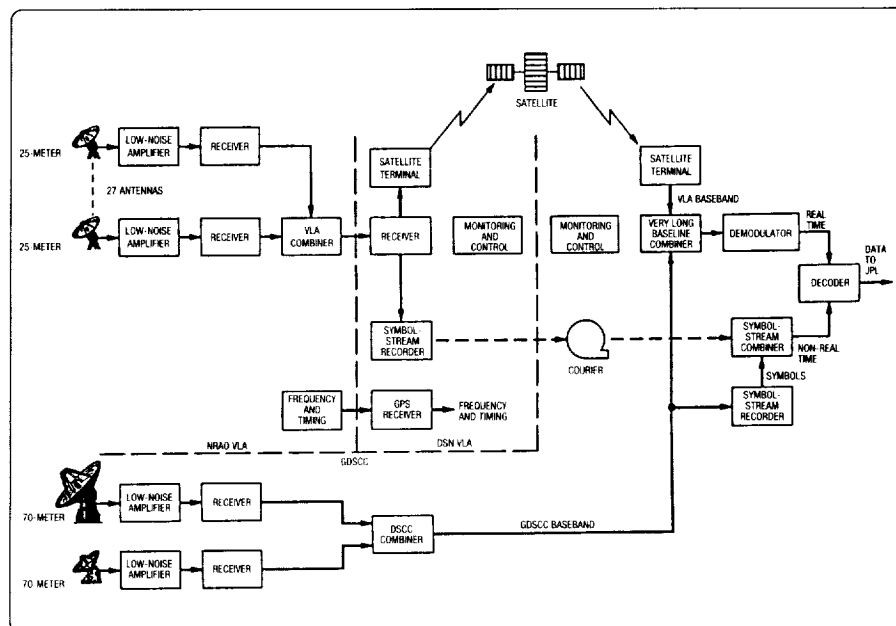 SATELLITE
25-METER
LOW-NOISE
AMPLIFIER
RECEIVER
27 ANTENNAS
25-METER
LOW-NOISE
AMPLIFIER
RECEIVER
VLA
COMBINER
SATELLITE
TERMINAL
RECEIVER
MONITORING
AND
CONTROL
SYMBOL-
STREAM
RECORDER
FREQUENCY
AND
TIMING
GPS
RECEIVER
FREQUENCY
AND TIMING
NRAO VLA
DSN VLA
GDSCC
COURIER
MONITORING
AND
CONTROL
SATELLITE
TERMINAL
VLA BASEBAND
VERY LONG
BASELINE
COMBINER
DEMODULATOR
REAL
TIME
DECODER
DATA
TO
JPL
SYMBOL-
STREAM
COMBINER
NON-REAL
TIME
SYMBOLS
SYMBOL-
STREAM
RECORDER
70-METER
LOW-NOISE
AMPLIFIER
RECEIVER
DSCC
COMBINER
GDSCC BASEBAND
70 METER
LOW-NOISE
AMPLIFIER
RECEIVER